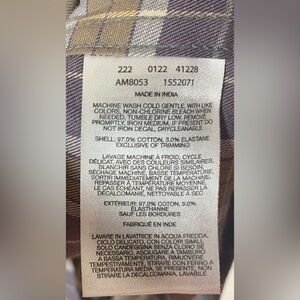 222 0122 41228
AM8053 1552071
MADE IN INDIA
MACHINE WASH COLD GENTLE, WITH LIKE
COLORS, NON-CHLORINE BLEACH WHEN
NEEDED, TUMBLE DRY LOW, REMOVE
PROMPTLY, IRON MEDIUM, IF PRESENT DO
NOT IRON DECAL, DRYCLEANABLE
SHELL: 97.0% COTTON, 3.0% ELASTANE
EXCLUSIVE OF TRIMMING
LAVAGE MACHINE À FROID, CYCLE
DÉLICAT, AVEC DES COULEURS SIMILAIRES,
BLANCHIR SANS CHLORE SI BESOIN
SÉCHAGE MACHINE, BASSE TEMPÉRATURE,
SORTIR IMMÉDIATEMENT DE LA MACHINE
REPASSER À TEMPÉRATURE MOYENNE,
LE CAS ÉCHÉANT, NE PAS REPASSER LA
DÉCALCOMANIE, NETTOYABLE À SEC
EXTÉRIEUR: 97.0% COTON, 3.0%
ÉLASTHANNE
SAUF LES BORDURES
FABRIQUÉ EN INDE
LAVARE IN LAVATRICE IN ACQUA FREDDA,
CICLO DELICATO, CON COLORI SIMILI,
SOLO CANDEGGINA SENZA CLORO SE
NECESSARIO, ASCIUGARE A TAMBURO
A BASSA TEMPERATURA, RIMUOVERE
TEMPESTIVAMENTE, STIRARE CON FERRO A
TEMPERATURA MEDIA, SE PRESENTE, NON
STIRARE LA DECALCOMANIA, LAVABILE